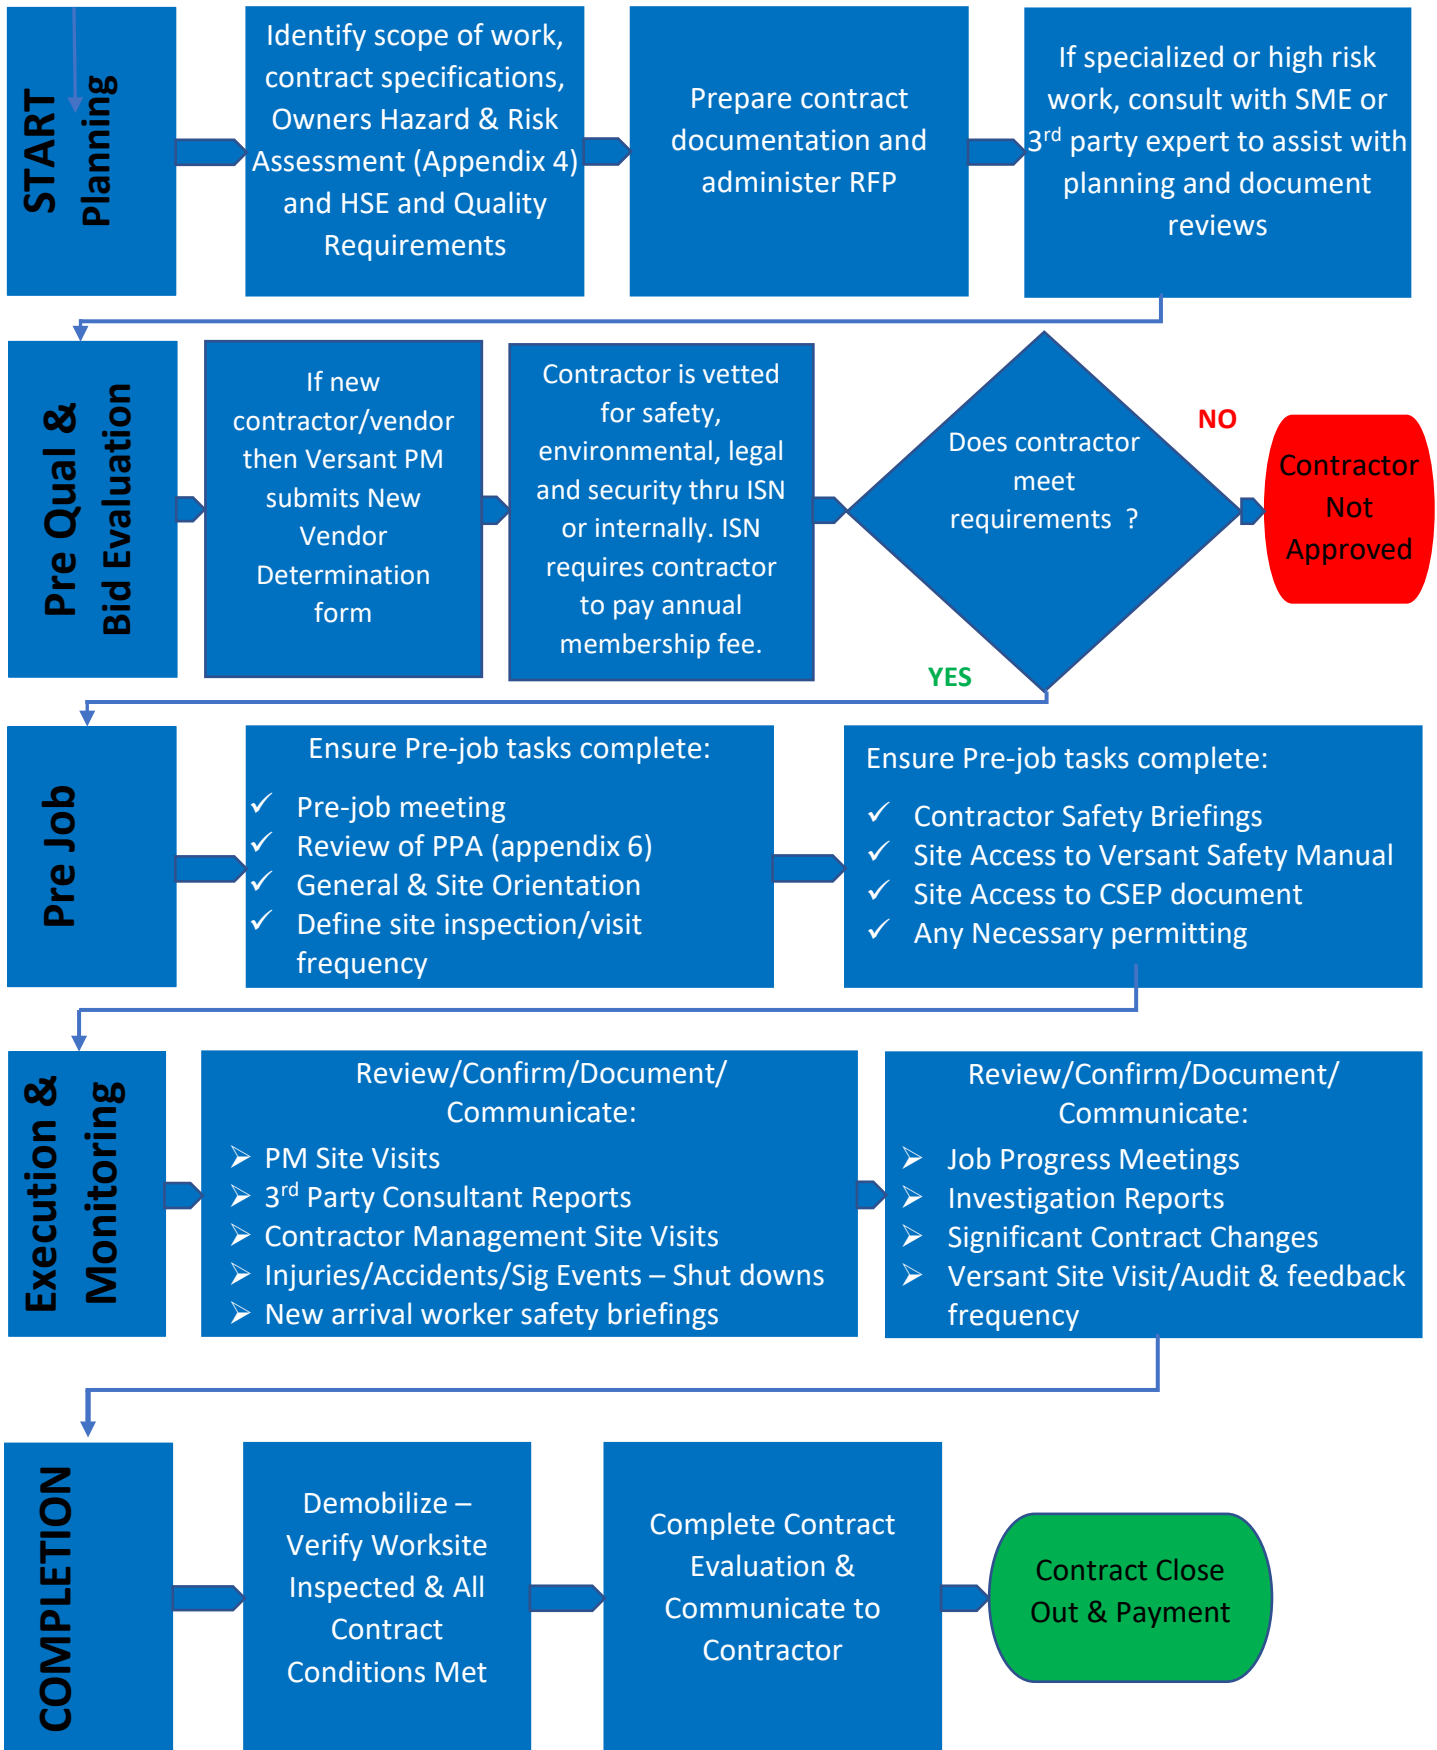 START
Planning
Identify scope of work,
contract specifications,
Owners Hazard & Risk
Assessment (Appendix 4)
and HSE and Quality
Requirements
Prepare contract
documentation and
administer RFP
If specialized or high risk
work, consult with SME or
3rd party expert to assist with
planning and document
reviews
Pre Qual &
Bid Evaluation
If new
contractor/vendor
then Versant PM
submits New
Vendor
Determination
form
Contractor is vetted
for safety,
environmental, legal
and security thru ISN
or internally. ISN
requires contractor
to pay annual
membership fee.
Does contractor
meet
requirements ?
NO
Contractor
Not
Approved
YES
Pre Job
Ensure Pre-job tasks complete:
✓ Pre-job meeting
✓ Review of PPA (appendix 6)
✓ General & Site Orientation
✓ Define site inspection/visit
frequency
Ensure Pre-job tasks complete:
✓ Contractor Safety Briefings
✓ Site Access to Versant Safety Manual
✓ Site Access to CSEP document
✓ Any Necessary permitting
Execution &
Monitoring
Review/Confirm/Document/
Communicate:
➢ PM Site Visits
➢ 3rd Party Consultant Reports
➢ Contractor Management Site Visits
➢ Injuries/Accidents/Sig Events – Shut downs
➢ New arrival worker safety briefings
Review/Confirm/Document/
Communicate:
➢ Job Progress Meetings
➢ Investigation Reports
➢ Significant Contract Changes
➢ Versant Site Visit/Audit & feedback
frequency
COMPLETION
Demobilize –
Verify Worksite
Inspected & All
Contract
Conditions Met
Complete Contract
Evaluation &
Communicate to
Contractor
Contract Close
Out & Payment